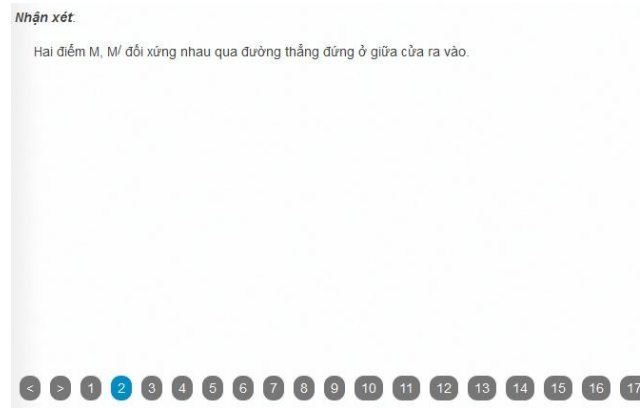 Nhận xét.
Hai điểm M, M/ đối xứng nhau qua đường thẳng đứng ở giữa cửa ra vào.
< > 1 2 3 4 5 6 7 8 9 10 11 12 13 14 15 16 17